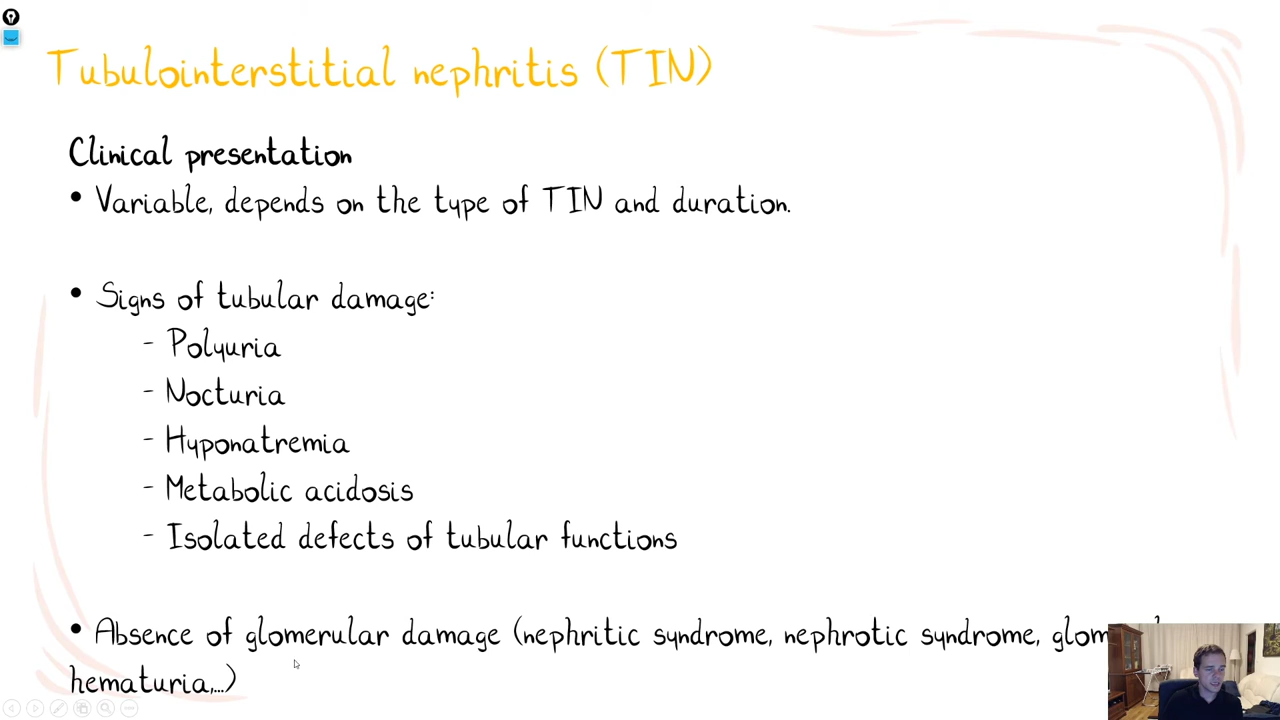 Tubulointerstitial nephritis (TIN)
Clinical presentation
• Variable, depends on the type of TIN and duration.
• Signs of tubular damage:
- Polyuria
- Nocturia
- Hyponatremia
- Metabolic acidosis
- Isolated defects of tubular functions
• Absence of glomerular damage (nephritic syndrome, nephrotic syndrome,
hematuria,...)